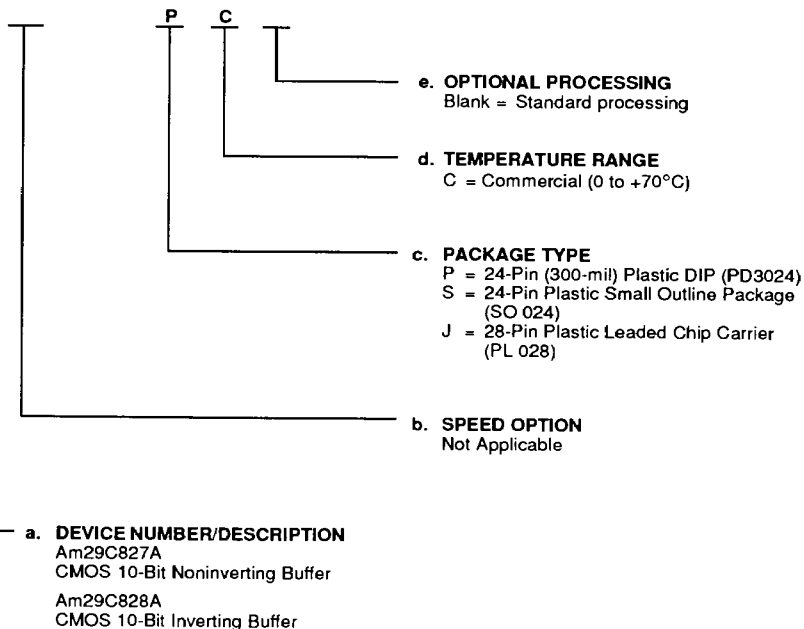 P C
e. OPTIONAL PROCESSING
Blank = Standard processing
d. TEMPERATURE RANGE
C = Commercial (0 to +70°C)
c. PACKAGE TYPE
P = 24-Pin (300-mil) Plastic DIP (PD3024)
S = 24-Pin Plastic Small Outline Package
(SO 024)
J = 28-Pin Plastic Leaded Chip Carrier
(PL 028)
b. SPEED OPTION
Not Applicable
a. DEVICE NUMBER/DESCRIPTION
Am29C827A
CMOS 10-Bit Noninverting Buffer
Am29C828A
CMOS 10-Bit Inverting Buffer